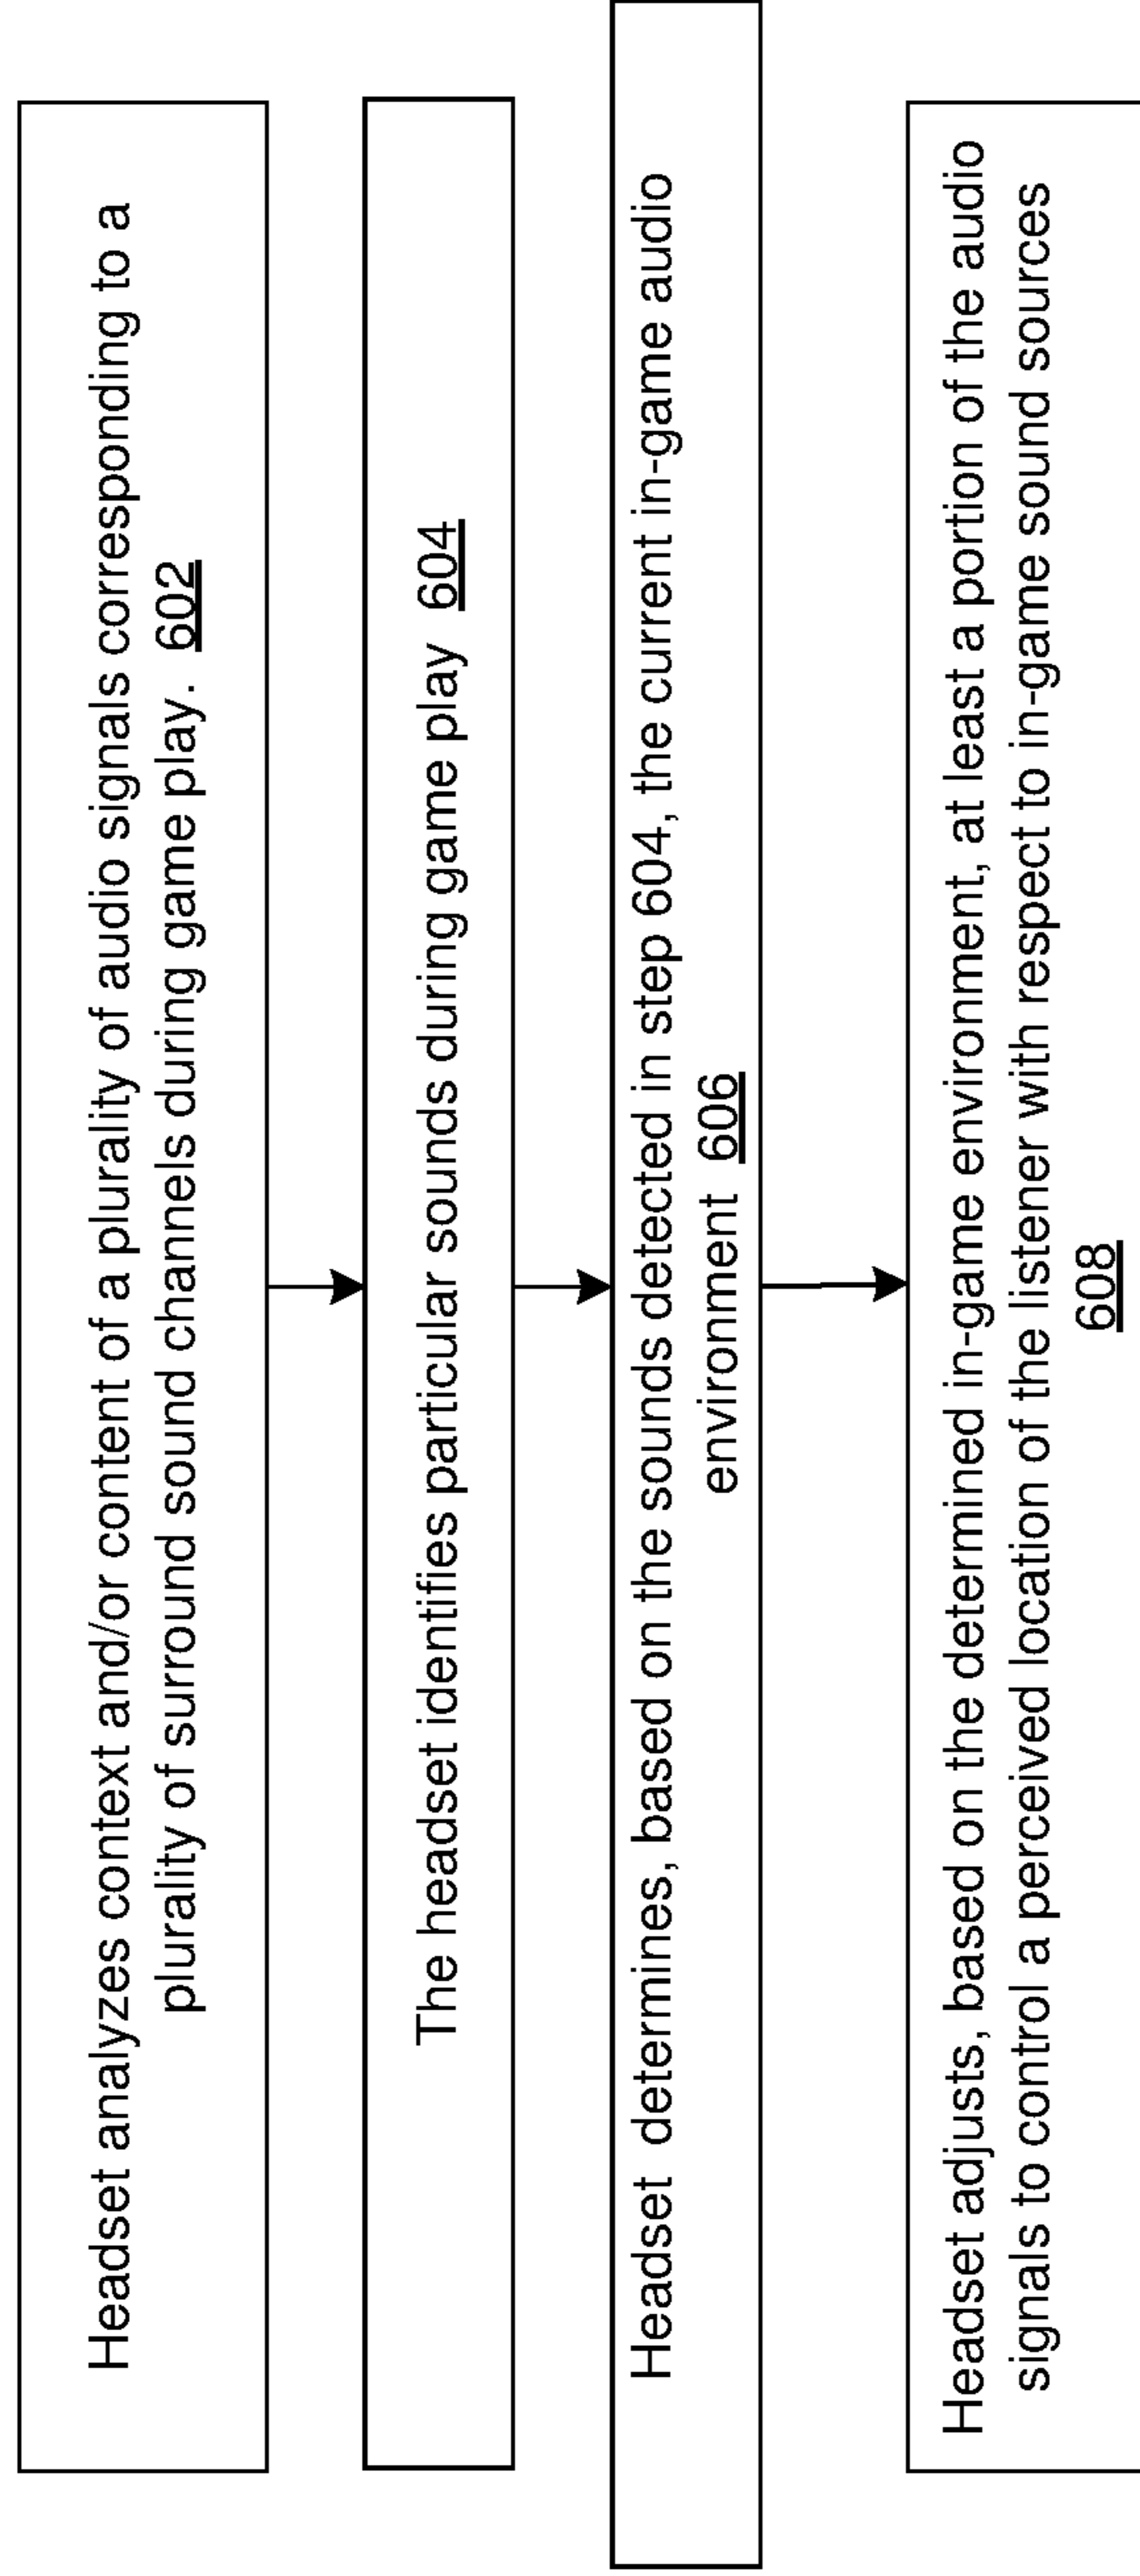 Headset analyzes context and/or content of a plurality of audio signals corresponding to a
plurality of surround sound channels during game play. 602
The headset identifies particular sounds during game play 604
Headset determines, based on the sounds detected in step 604, the current in-game audio
environment 606
Headset adjusts, based on the determined in-game environment, at least a portion of the audio
signals to control a perceived location of the listener with respect to in-game sound sources
608